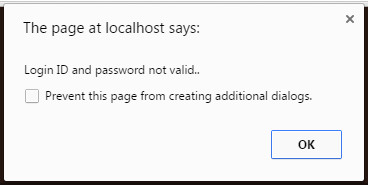 The page at localhost says:
Login ID and password not valid..
Prevent this page from creating additional dialogs.
OK